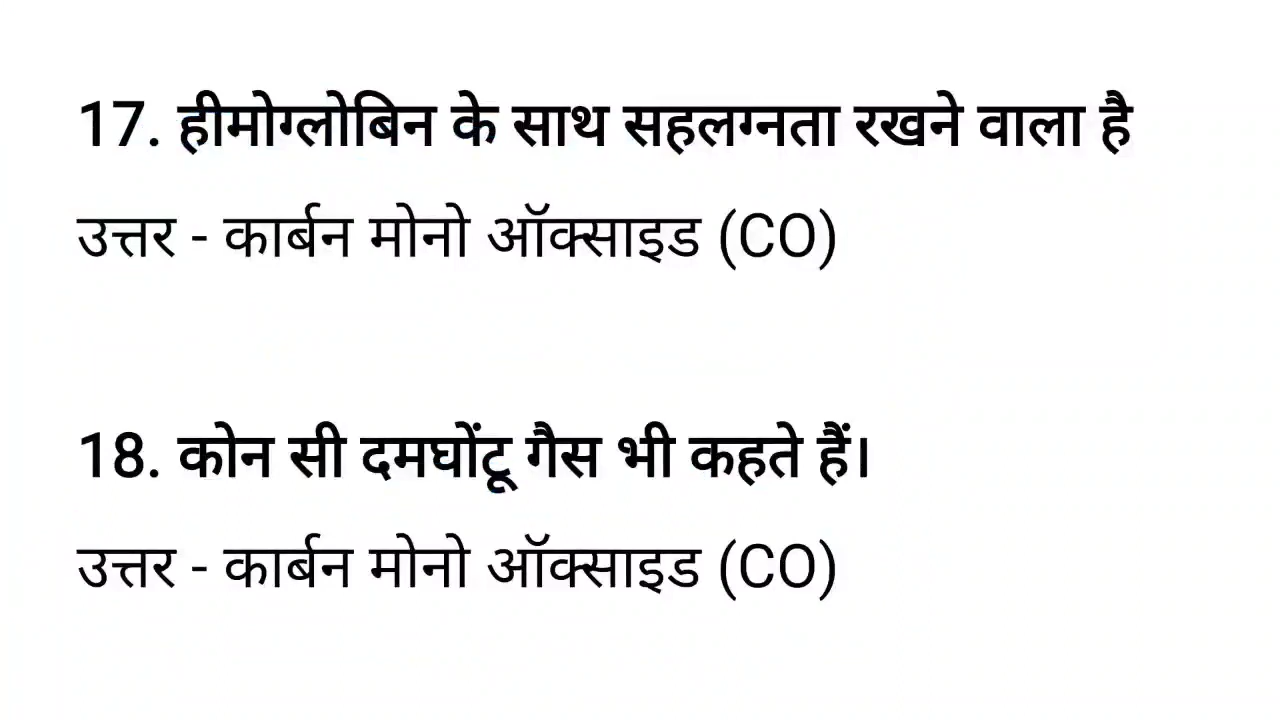 17. हीमोग्लोबिन के साथ सहलग्नता रखने वाला है
उत्तर - कार्बन मोनो ऑक्साइड (CO)
18. कोन सी दमघोंटू गैस भी कहते हैं।
उत्तर - कार्बन मोनो ऑक्साइड (CO)